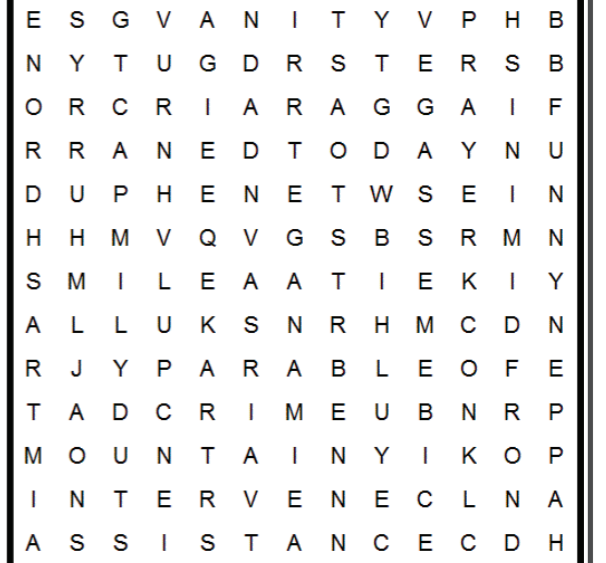 E S G V A N I T Y V P H B
N Y T U G D R S T E R S B
O R C R I A R A G G A I F
R R A N E D T O D A Y N U
D U P H E N E T W S E I N
H H M V Q V G S B S R M N
S M I L E A A T I E K I Y
A L L U K S N R H M C D N
R J Y P A R A B L E O F E
T A D C R I M E U B N R P
M O U N T A I N Y I K O P
I N T E R V E N E C L N A
A S S I S T A N C E C D H